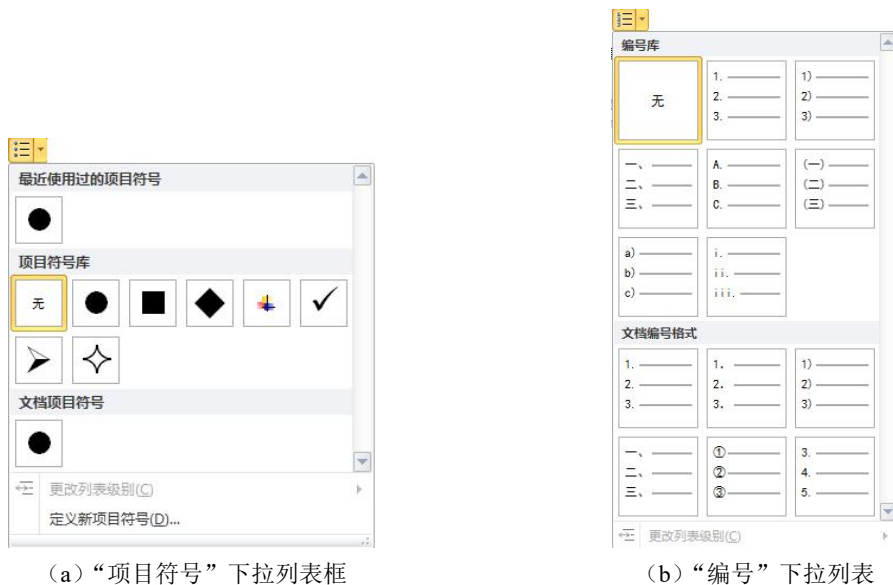 最近使用过的项目符号
项目符号库
无
文档项目符号
更改列表级别(C)
定义新项目符号(D)...
(a)“项目符号”下拉列表框
编号库
无
1.
2.
3.
1)
2)
3)
一、
二、
三、
A.
B.
C.
(一)
(二)
(三)
a)
b)
c)
i.
ii.
iii.
文档编号格式
1.
2.
3.
1.
2.
3.
1)
2)
3)
一、
二、
三、
①
②
③
3.
4.
5.
更改列表级别(C)
(b)“编号”下拉列表